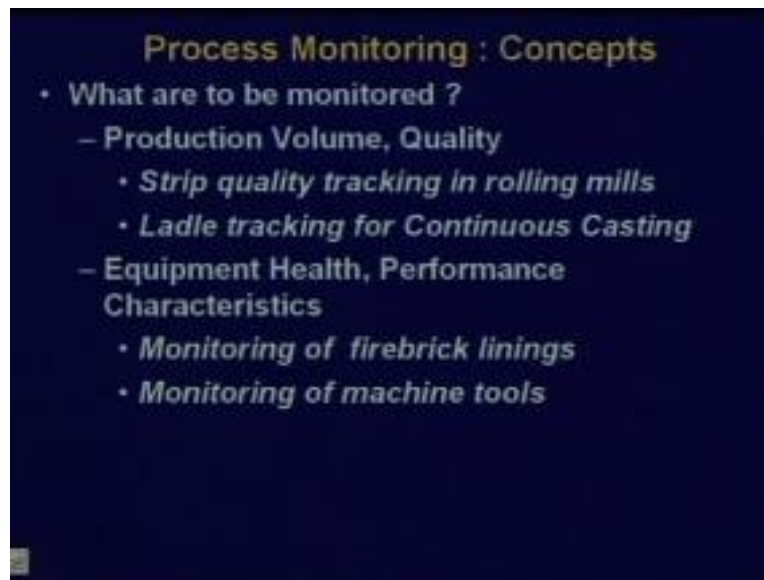 Process Monitoring : Concepts
• What are to be monitored ?
– Production Volume, Quality
• Strip quality tracking in rolling mills
• Ladle tracking for Continuous Casting
– Equipment Health, Performance
Characteristics
• Monitoring of firebrick linings
• Monitoring of machine tools